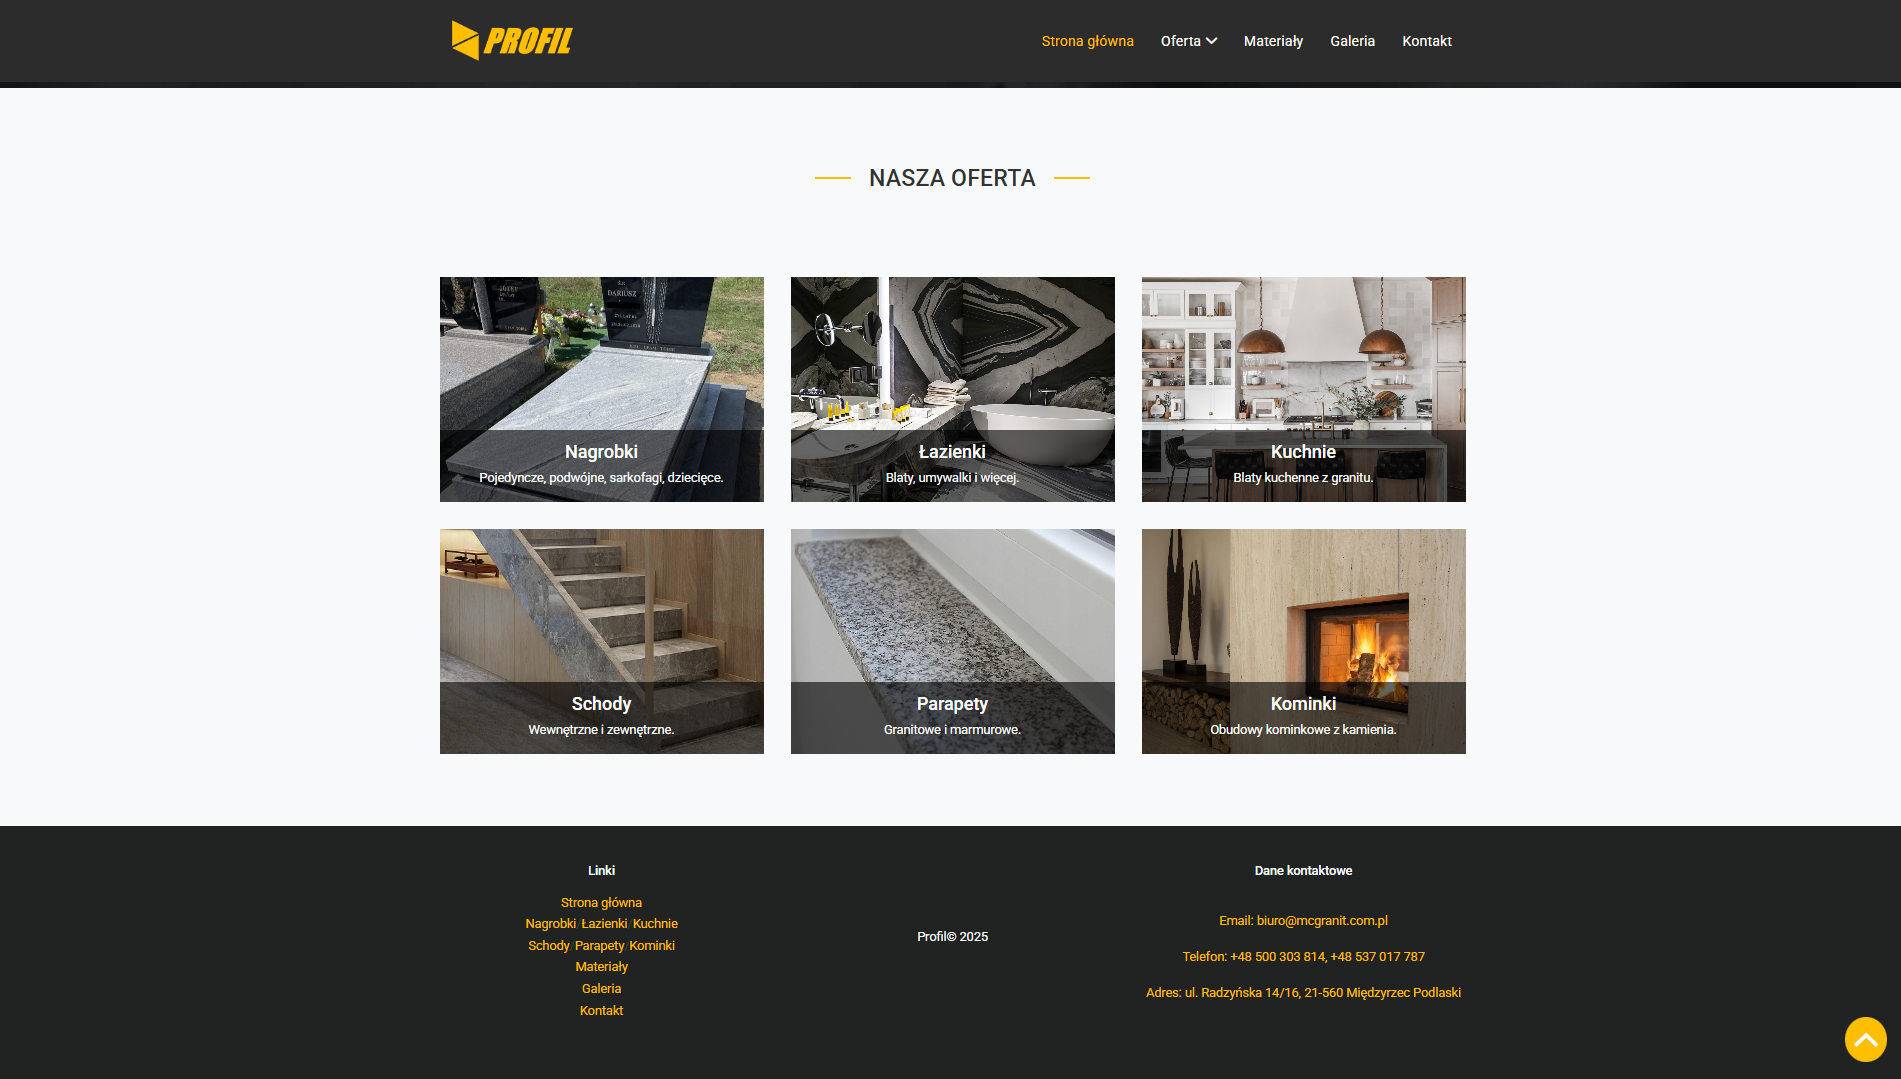 PROFIL
Strona główna Oferta Materiały Galeria Kontakt
NASZA OFERTA
DARIUSZ
Nagrobki
Pojedyncze, podwójne, sarkofagi, dziecięce.
Łazienki
Blaty, umywalki i więcej.
Kuchnie
Blaty kuchenne z granitu.
Schody
Wewnętrzne i zewnętrzne.
Parapety
Granitowe i marmurowe.
Kominki
Obudowy kominkowe z kamienia.
Linki
Strona główna
Nagrobki/Łazienki/Kuchnie
Schody/Parapety/Kominki
Materiały
Galeria
Kontakt
Profil© 2025
Dane kontaktowe
Email: biuro@mcgranit.com.pl
Telefon: +48 500 303 814, +48 537 017 787
Adres: ul. Radzyńska 14/16, 21-560 Międzyrzec Podlaski